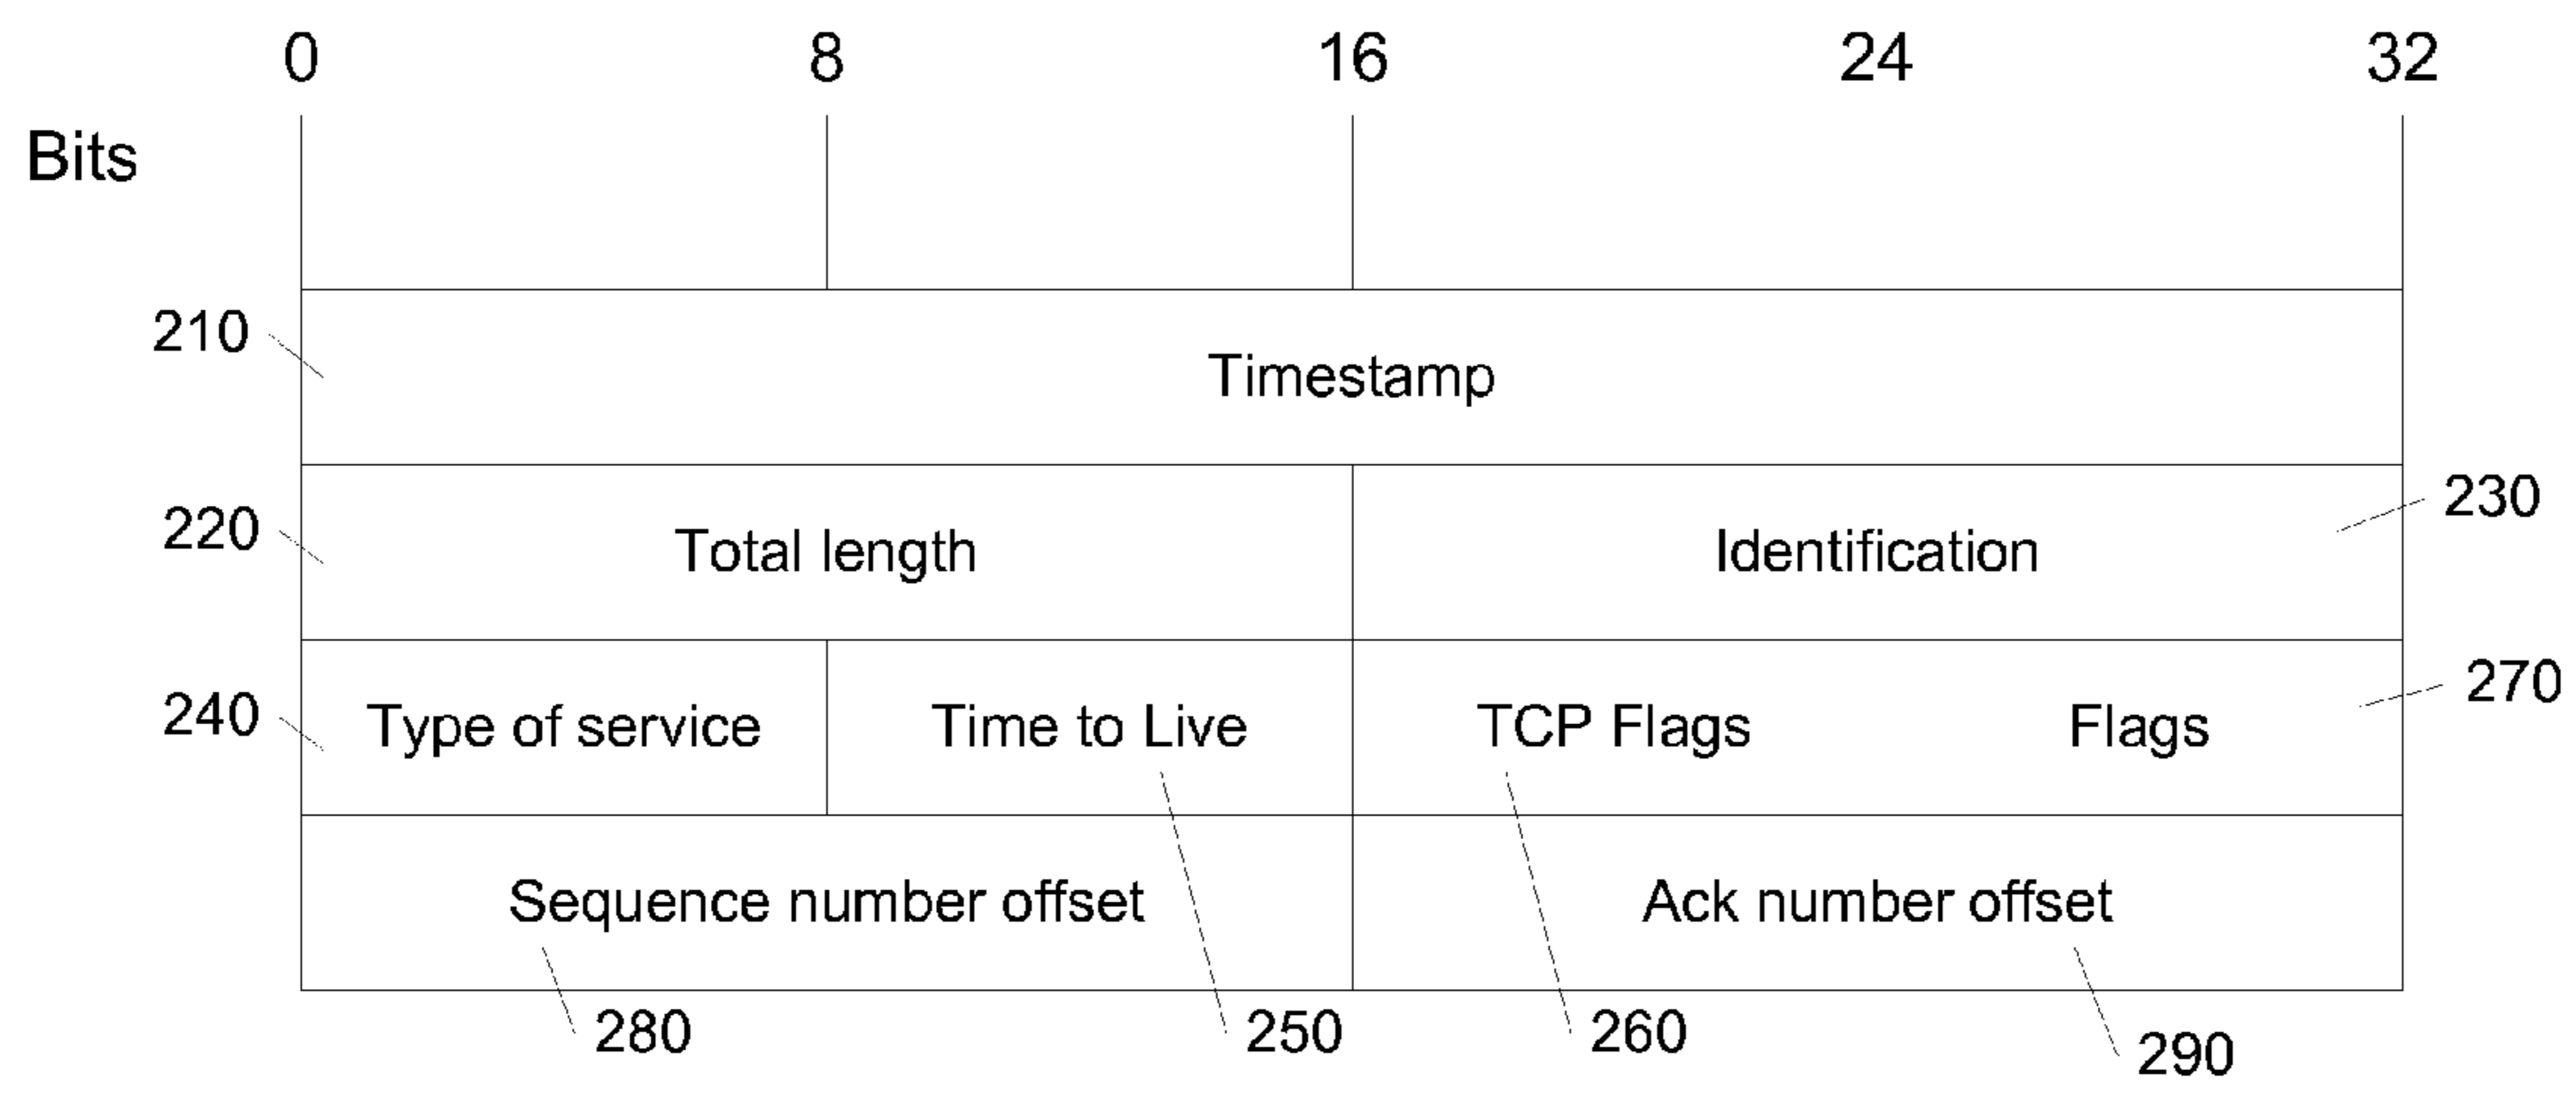 0 8 16 24 32
Bits
210 Timestamp
220 Total length Identification 230
240 Type of service Time to Live TCP Flags Flags 270
Sequence number offset Ack number offset
280 250 260 290